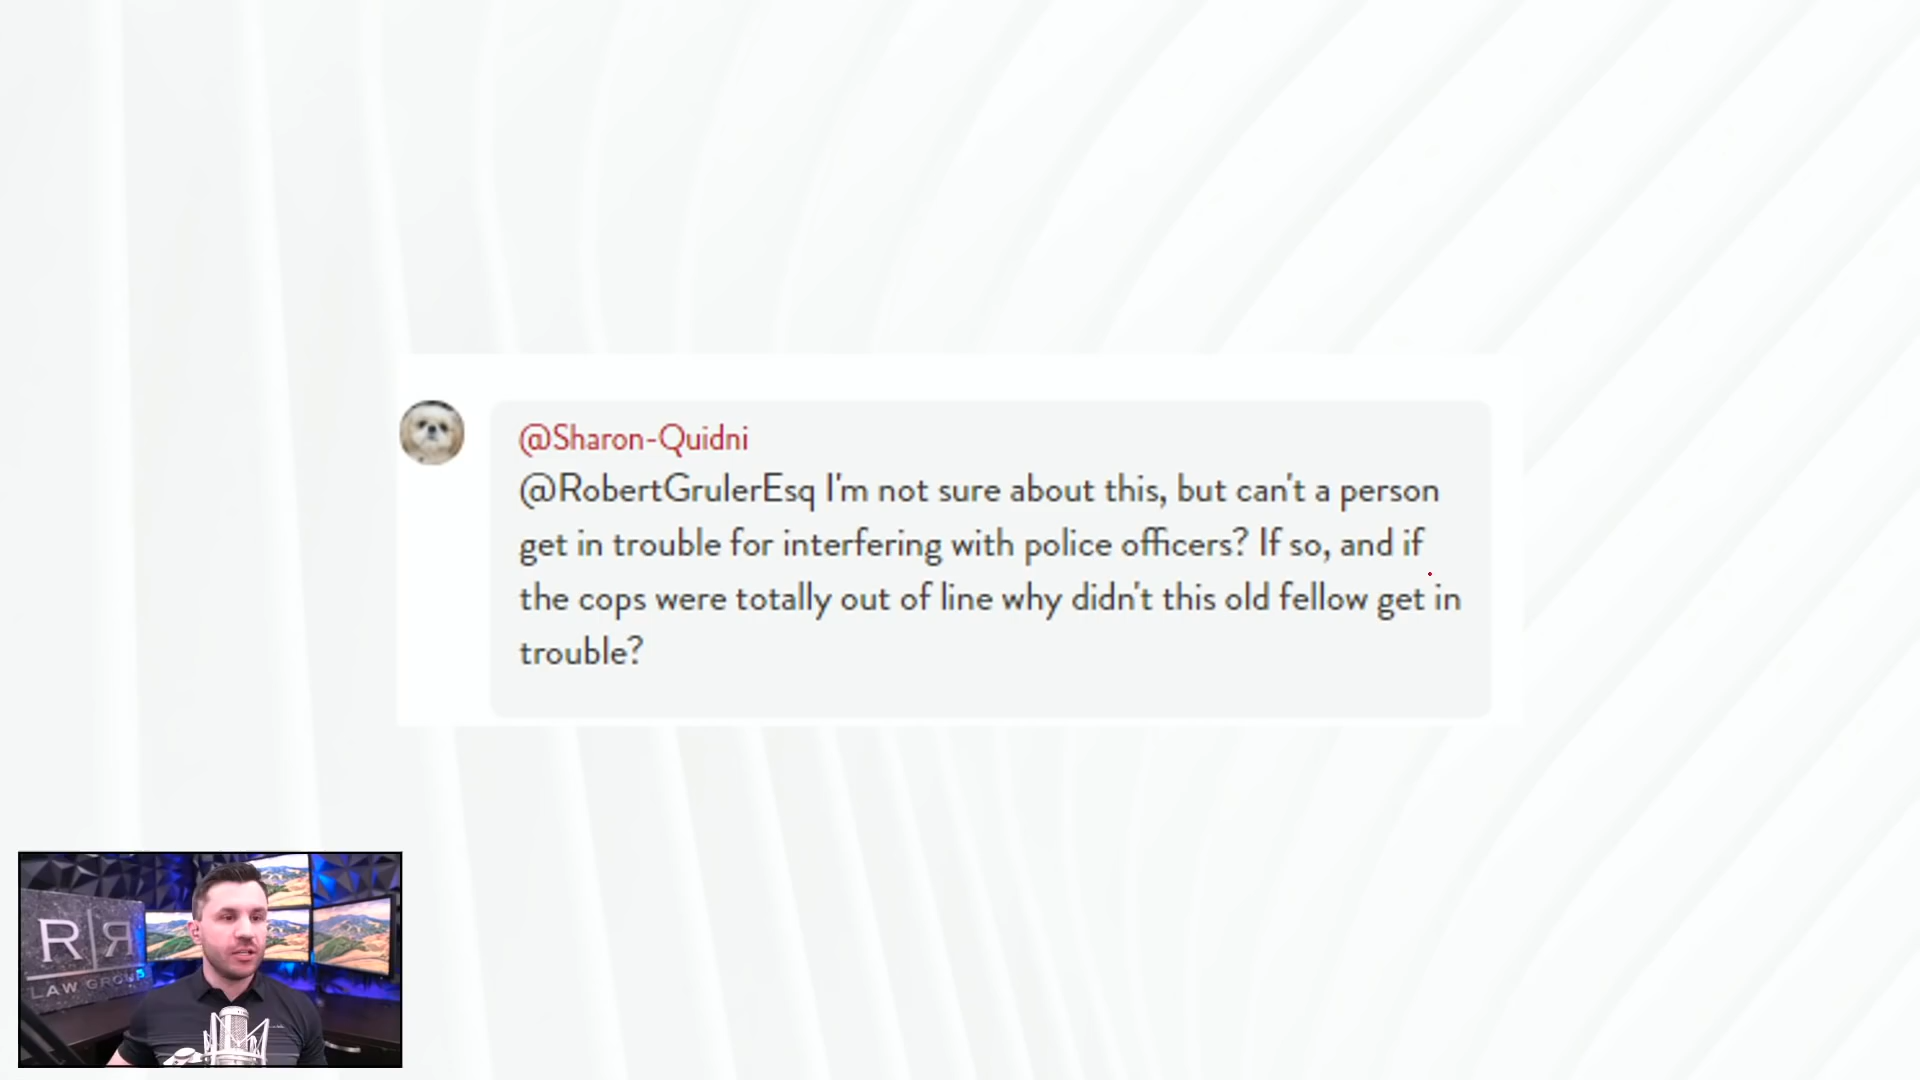 @Sharon-Quidni
@RobertGrulerEsq I'm not sure about this, but can't a person
get in trouble for interfering with police officers? If so, and if
the cops were totally out of line why didn't this old fellow get in
trouble?
R|Я
LAW GROUP